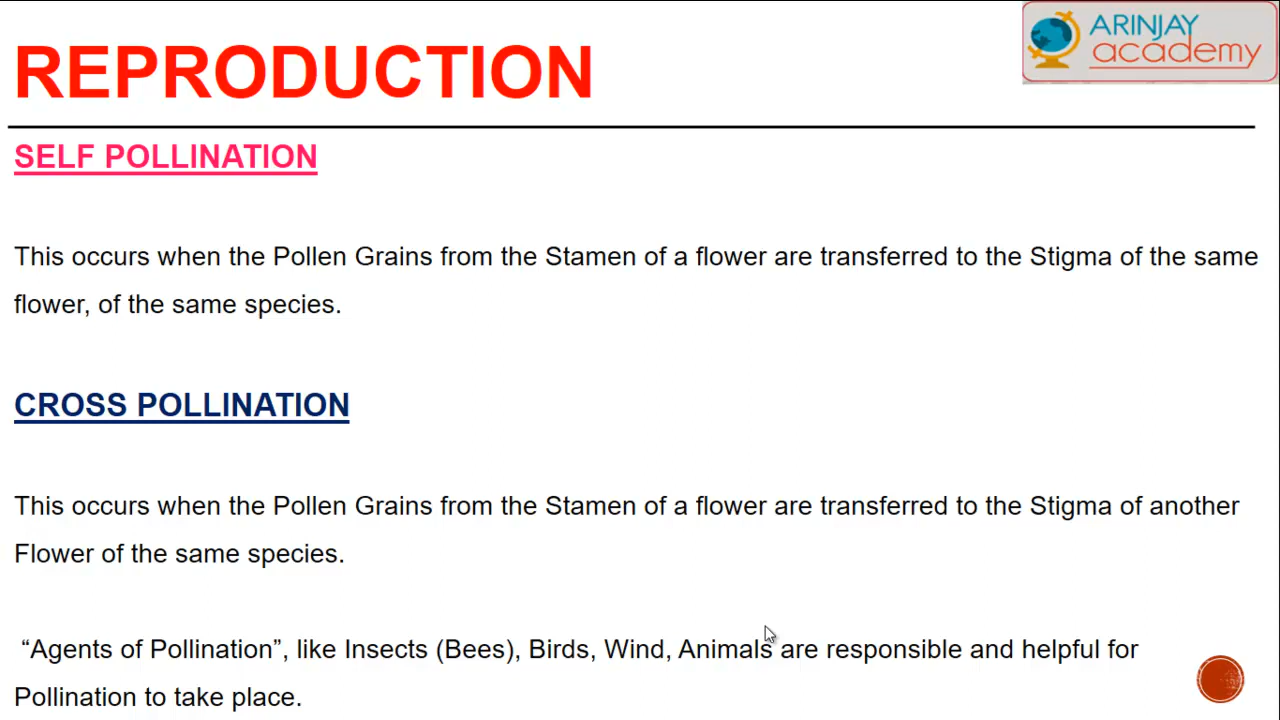 REPRODUCTION
ARINJAY
academy
SELF POLLINATION
This occurs when the Pollen Grains from the Stamen of a flower are transferred to the Stigma of the same
flower, of the same species.
CROSS POLLINATION
This occurs when the Pollen Grains from the Stamen of a flower are transferred to the Stigma of another
Flower of the same species.
“Agents of Pollination”, like Insects (Bees), Birds, Wind, Animals are responsible and helpful for
Pollination to take place.